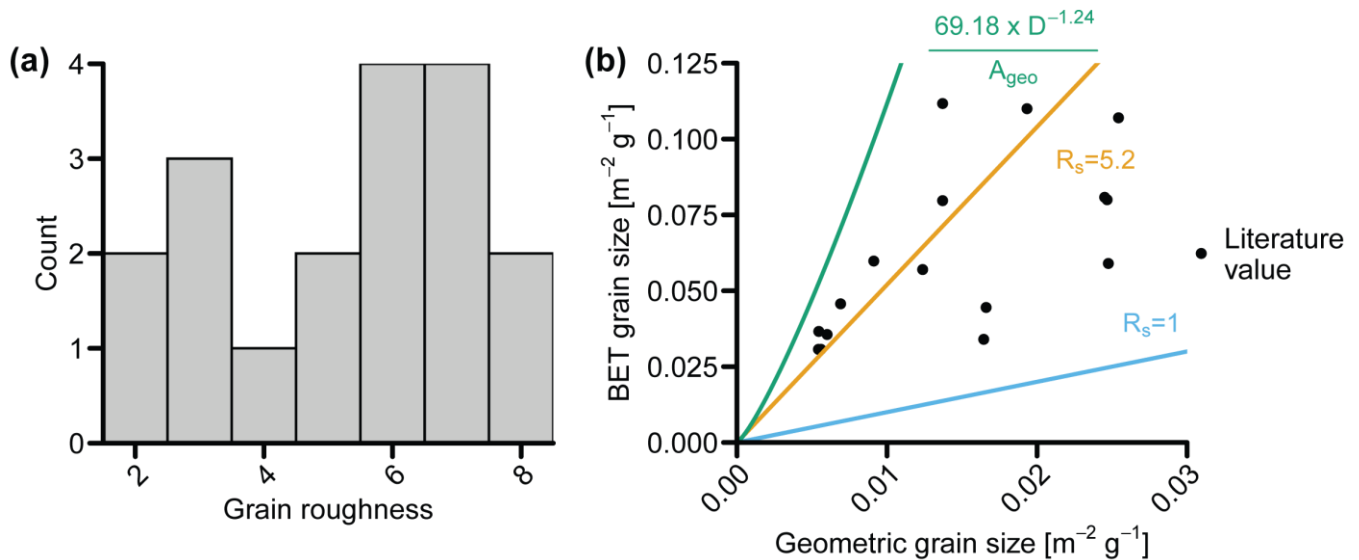 (a)
4
3
2
1
0
Count
2
4
6
8
Grain roughness
(b)
69.18 x D⁻¹·²⁴
A_geo
0.125
0.100
0.075
0.050
0.025
0.000
BET grain size [m⁻² g⁻¹]
R_s=5.2
R_s=1
Literature
value
0.00
0.01
0.02
0.03
Geometric grain size [m⁻² g⁻¹]